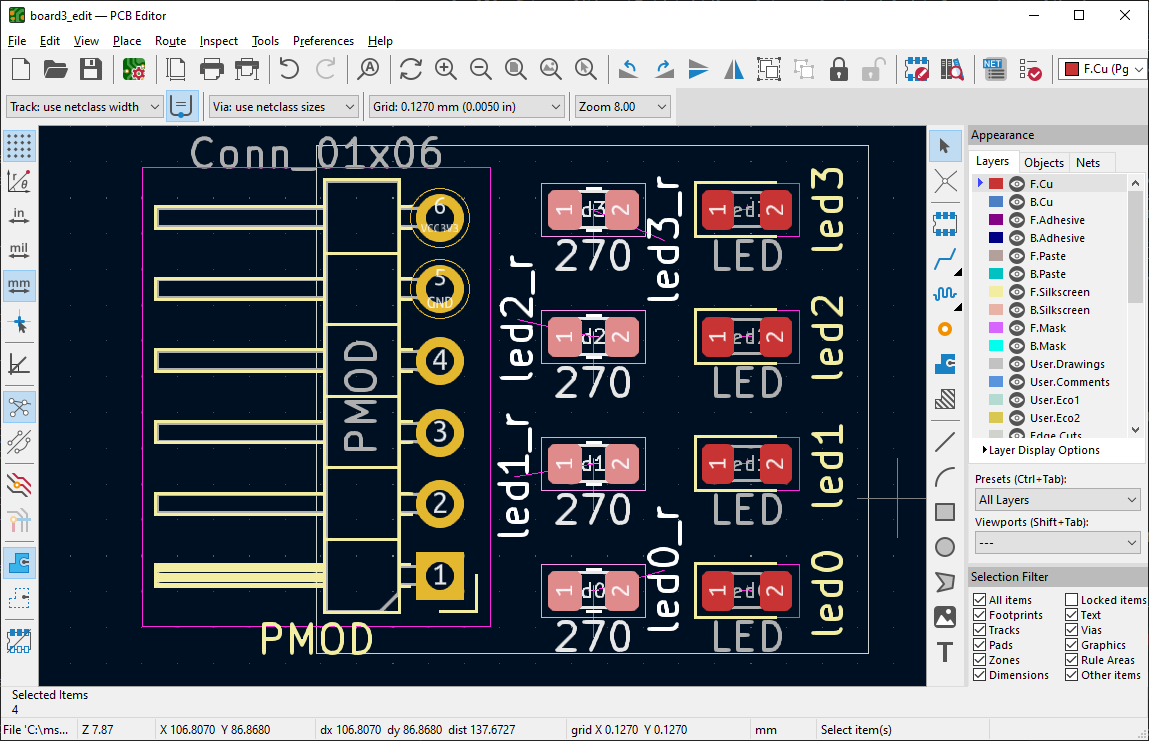 board3_edit — PCB Editor
File Edit View Place Route Inspect Tools Preferences Help
NET
F.Cu (Pg
Track: use netclass width
Via: use netclass sizes
Grid: 0.1270 mm (0.0050 in)
Zoom 8.00
in
mil
mm
Conn_01x06
6
VCC3V3
5
GND
4
3
2
1
PMOD
PMOD
1 2
270
led3_r
1 2
LED
led3
led2_r
1 d2 2
270
1 2
LED
led2
led1_r
1 d1 2
270
1 2
LED
led1
1 2
270
led0_r
1 2
LED
led0
T
Appearance
Layers Objects Nets
F.Cu
B.Cu
F.Adhesive
B.Adhesive
F.Paste
B.Paste
F.Silkscreen
B.Silkscreen
F.Mask
B.Mask
User.Drawings
User.Comments
User.Eco1
User.Eco2
Edge.Cuts
Layer Display Options
Presets (Ctrl+Tab):
All Layers
Viewports (Shift+Tab):
---
Selection Filter
All items Locked items
Footprints Text
Tracks Vias
Pads Graphics
Zones Rule Areas
Dimensions Other items
Selected Items
4
File 'C:\ms... Z 7.87 X 106.8070 Y 86.8680 dx 106.8070 dy 86.8680 dist 137.6727 grid X 0.1270 Y 0.1270 mm Select item(s)